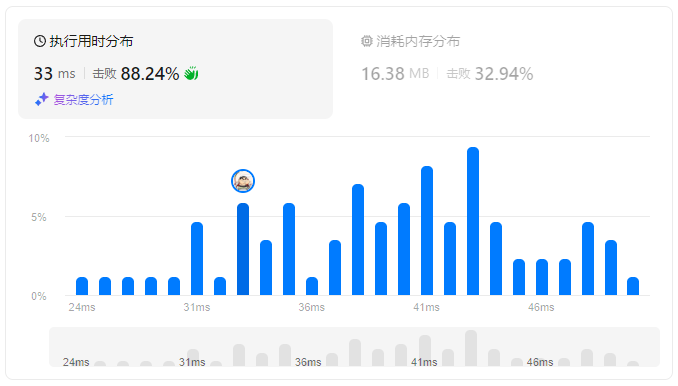 执行用时分布
33 ms 击败 88.24%
复杂度分析
消耗内存分布
16.38 MB 击败 32.94%
10%
5%
0%
24ms 31ms 36ms 41ms 46ms
24ms 31ms 36ms 41ms 46ms